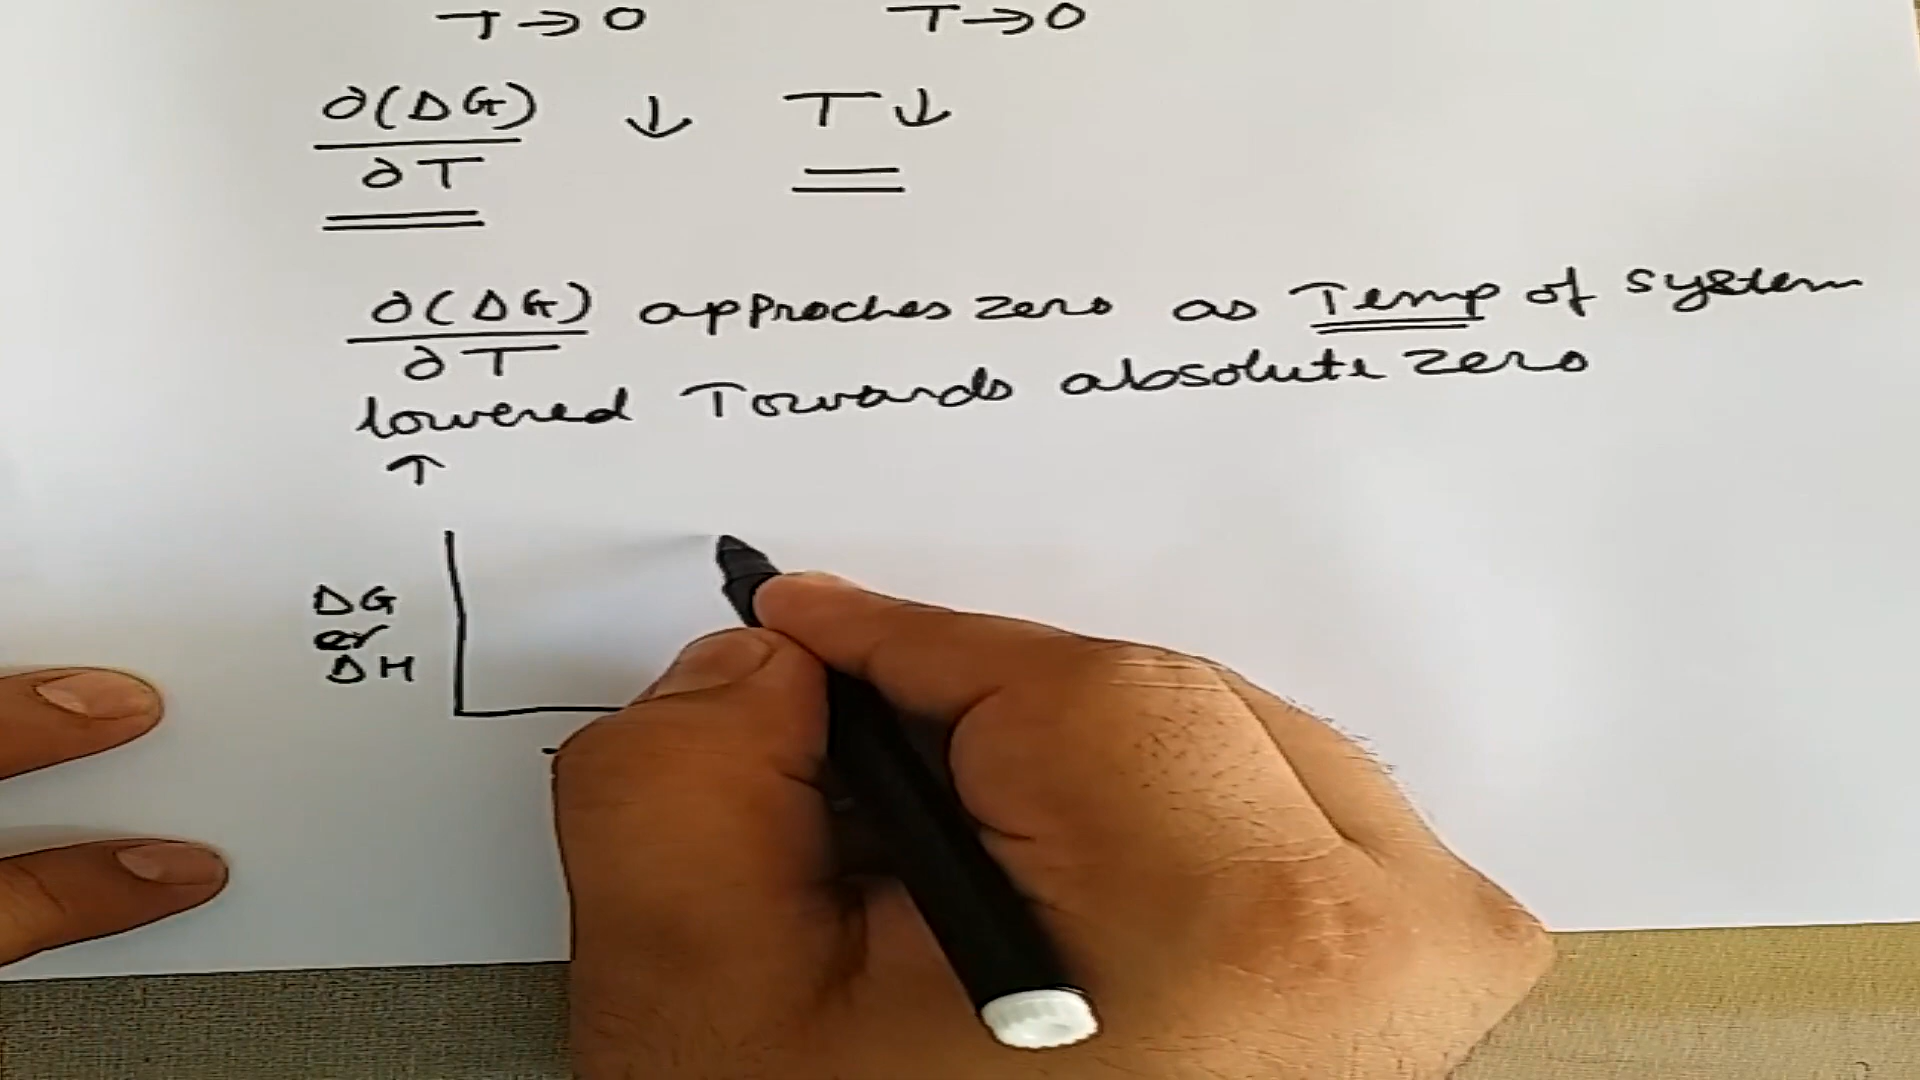 T→0 T→0
∂(ΔG) ↓ T↓
∂T
∂(ΔG) approches zero as Temp of system
∂T
lowered Towards absolute zero
↑
ΔG
or
ΔH